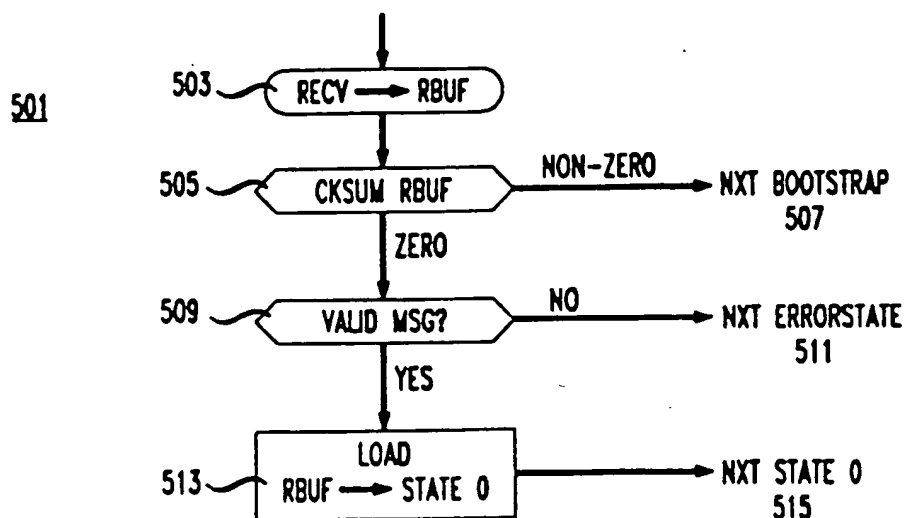 501
503
RECV → RBUF
505
CKSUM RBUF
NON-ZERO
NXT BOOTSTRAP
507
ZERO
509
VALID MSG?
NO
NXT ERRORSTATE
511
YES
513
LOAD
RBUF → STATE 0
NXT STATE 0
515